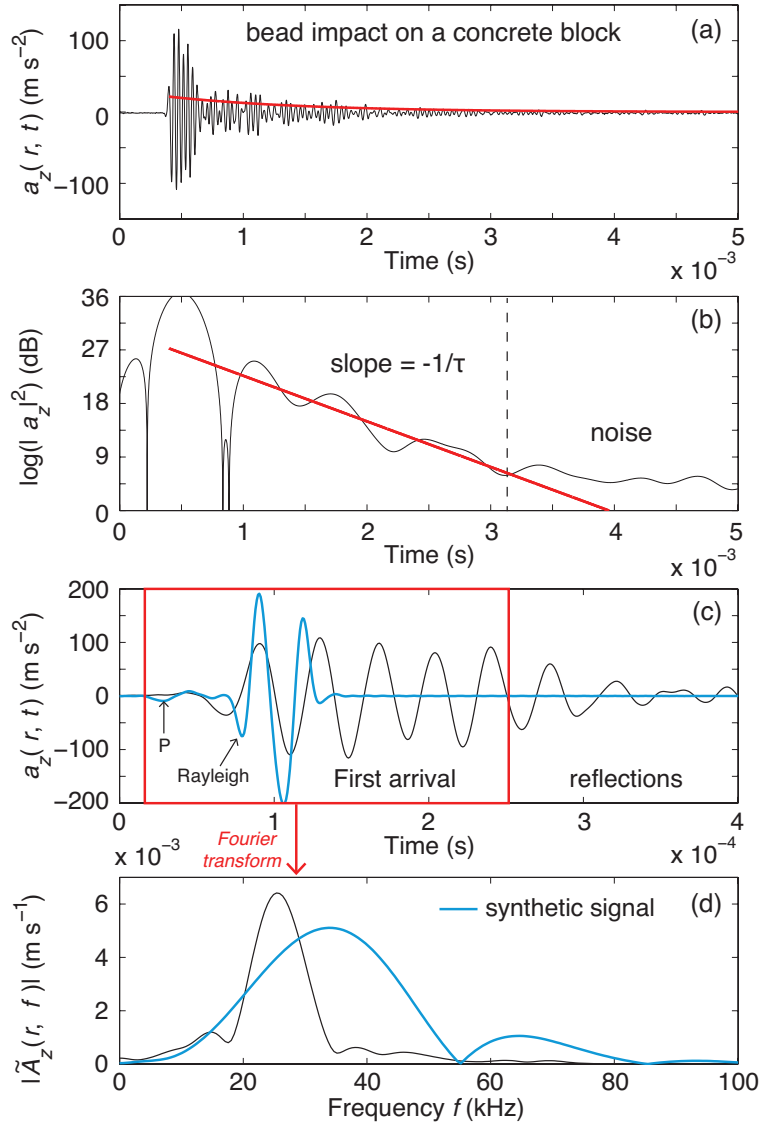 bead impact on a concrete block
(a)
a_z(r, t) (m s⁻²)
100
0
−100
0 1 2 3 4 5
Time (s)
x 10⁻³
(b)
slope = -1/τ
noise
log(| a_z|²) (dB)
36
27
18
9
0
0 1 2 3 4 5
Time (s)
x 10⁻³
(c)
a_z(r, t) (m s⁻²)
200
100
0
−100
−200
P
Rayleigh
First arrival
reflections
0 1 2 3 4
Time (s)
x 10⁻⁴
Fourier
transform
x 10⁻³
synthetic signal
(d)
|Ã_z(r, f)| (m s⁻¹)
6
4
2
0
0 20 40 60 80 100
Frequency f (kHz)